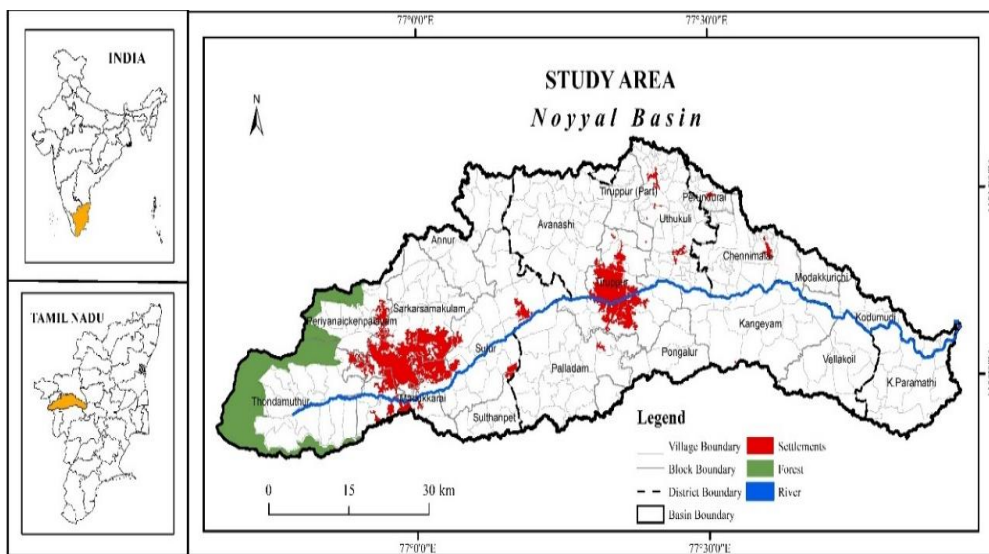 INDIA
TAMIL NADU
77°0'0"E
77°30'0"E
STUDY AREA
Noyyal Basin
N
Tiruppur (Part)
Perundurai
Avanashi
Uthukuli
Annur
Chennimalai
Modakkurichi
Tiruppur
Sarkarsamakulam
Periyanaickenpalayam
Kodumudi
Kangeyam
Sulur
Palladam
Pongalur
Vellakoil
K.Paramathi
Thondamuthur
Madukkarai
Sulthanpet
Legend
Village Boundary
Settlements
Block Boundary
Forest
District Boundary
River
Basin Boundary
0 15 30 km
77°0'0"E
77°30'0"E